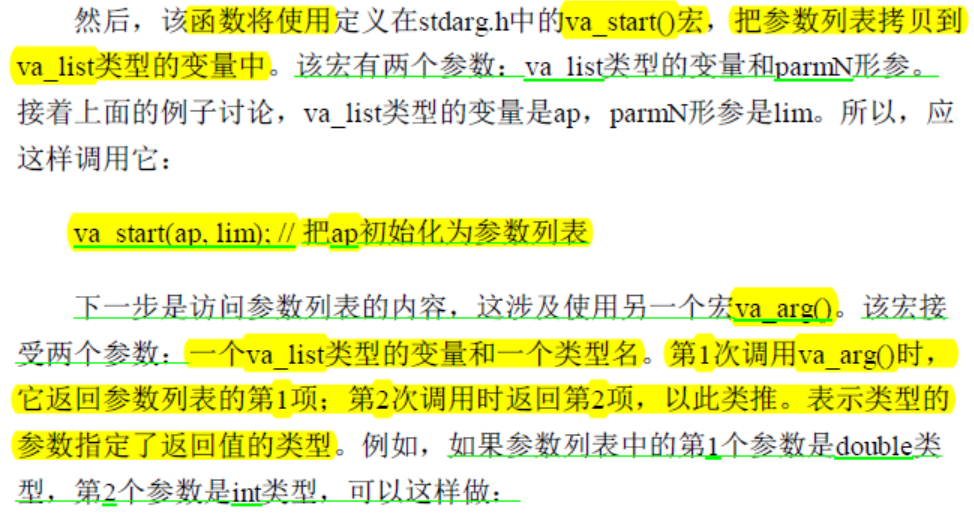 然后，该函数将使用定义在stdarg.h中的va_start()宏，把参数列表拷贝到
va_list类型的变量中。该宏有两个参数：va_list类型的变量和parmN形参。
接着上面的例子讨论，va_list类型的变量是ap，parmN形参是lim。所以，应
这样调用它：
va_start(ap, lim); // 把ap初始化为参数列表
下一步是访问参数列表的内容，这涉及使用另一个宏va_arg()。该宏接
受两个参数：一个va_list类型的变量和一个类型名。第1次调用va_arg()时，
它返回参数列表的第1项；第2次调用时返回第2项，以此类推。表示类型的
参数指定了返回值的类型。例如，如果参数列表中的第1个参数是double类
型，第2个参数是int类型，可以这样做：